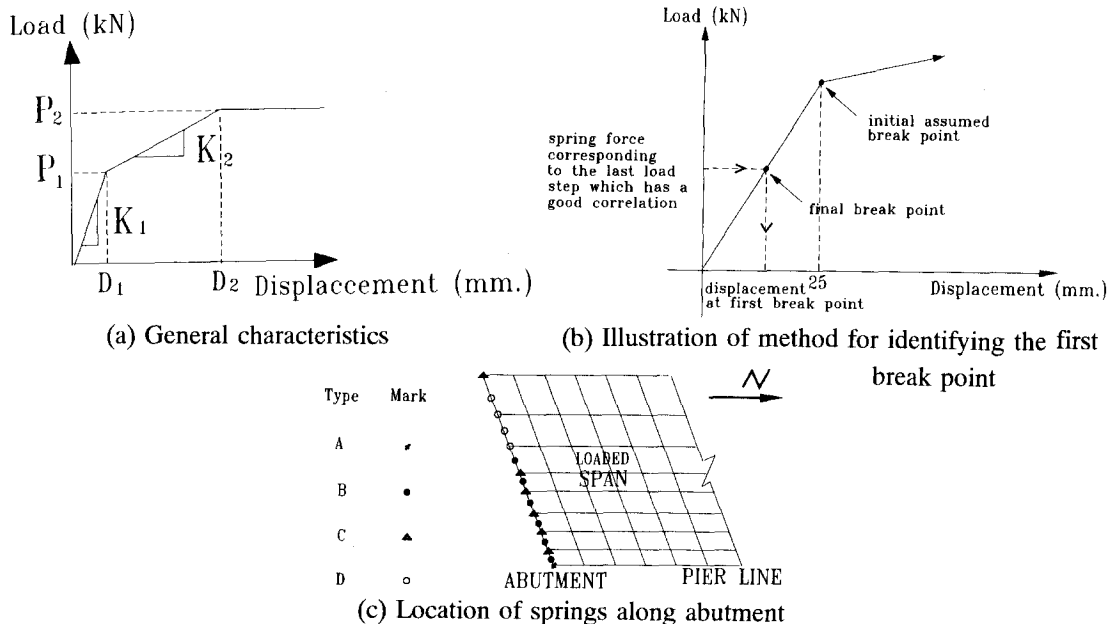 Load (kN)
P2
P1
K2
K1
D1
D2
Displaccement (mm.)
(a) General characteristics
Load (kN)
initial assumed
break point
spring force
corresponding
to the last load
step which has a
good correlation
final break point
25
displacement
at first break point
Displacement (mm.)
(b) Illustration of method for identifying the first
break point
N
Type Mark
A
B
C
D
LOADED
SPAN
ABUTMENT
PIER LINE
(c) Location of springs along abutment